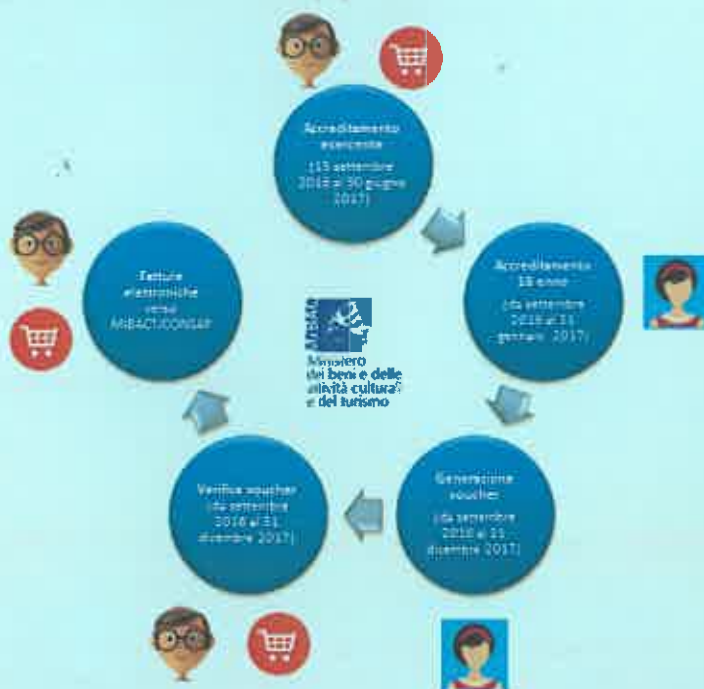 Accreditamento
esercente
(15 settembre
2016 al 30 giugno
2017)
Accreditamento
18 enne
(da settembre
2016 al 31
gennaio 2017)
Generazione
voucher
(da settembre
2016 al 31
dicembre 2017)
Verifica voucher
(da settembre
2016 al 31
dicembre 2017)
Fatture
elettroniche
verso
MiBACT/CONSAP
MiBAC
Ministero
dei beni e delle
attività culturali
e del turismo